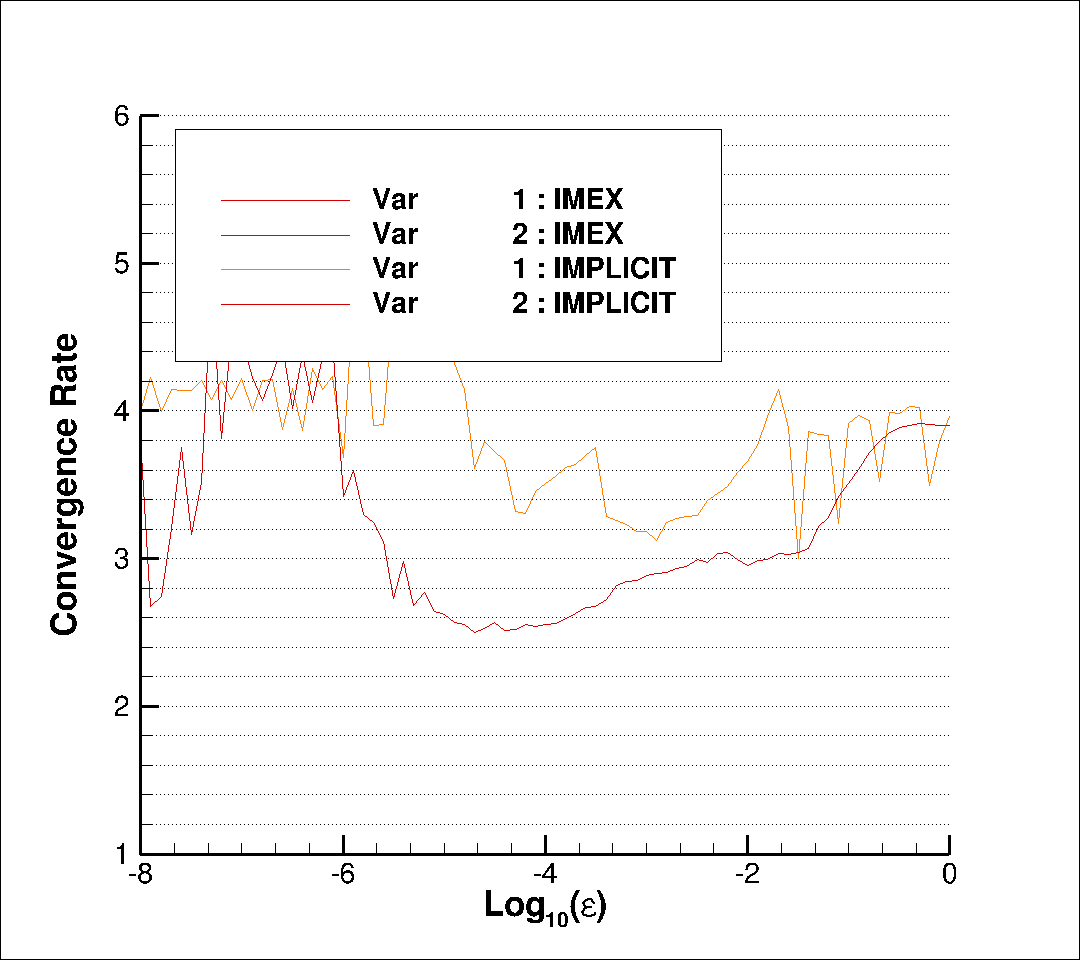 6
Var 1 : IMEX
Var 2 : IMEX
Var 1 : IMPLICIT
Var 2 : IMPLICIT
5
4
3
2
1
Convergence Rate
-8 -6 -4 -2 0
Log10(ε)